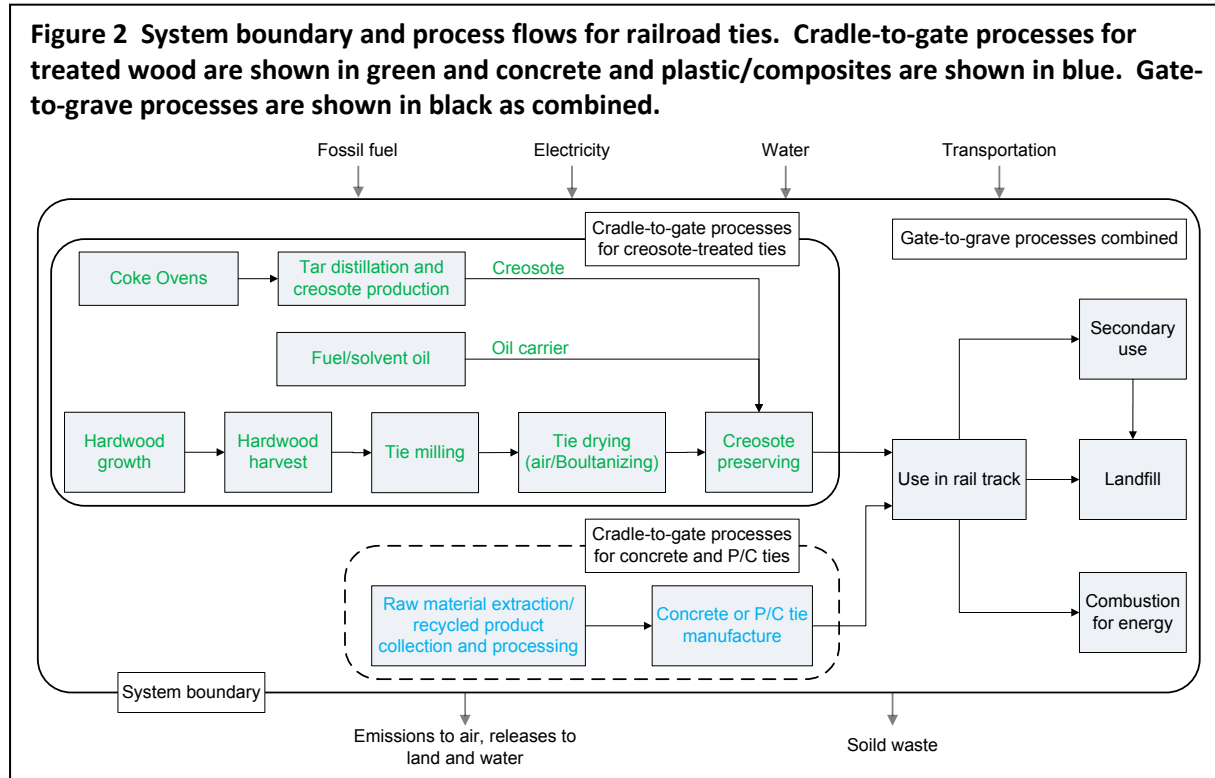 Figure 2  System boundary and process flows for railroad ties.  Cradle-to-gate processes for
treated wood are shown in green and concrete and plastic/composites are shown in blue.  Gate-
to-grave processes are shown in black as combined.
Fossil fuel
Electricity
Water
Transportation
Cradle-to-gate processes
for creosote-treated ties
Gate-to-grave processes combined
Coke Ovens
Tar distillation and
creosote production
Creosote
Fuel/solvent oil
Oil carrier
Secondary
use
Hardwood
growth
Hardwood
harvest
Tie milling
Tie drying
(air/Boultanizing)
Creosote
preserving
Use in rail track
Landfill
Cradle-to-gate processes
for concrete and P/C ties
Raw material extraction/
recycled product
collection and processing
Concrete or P/C tie
manufacture
Combustion
for energy
System boundary
Emissions to air, releases to
land and water
Soild waste